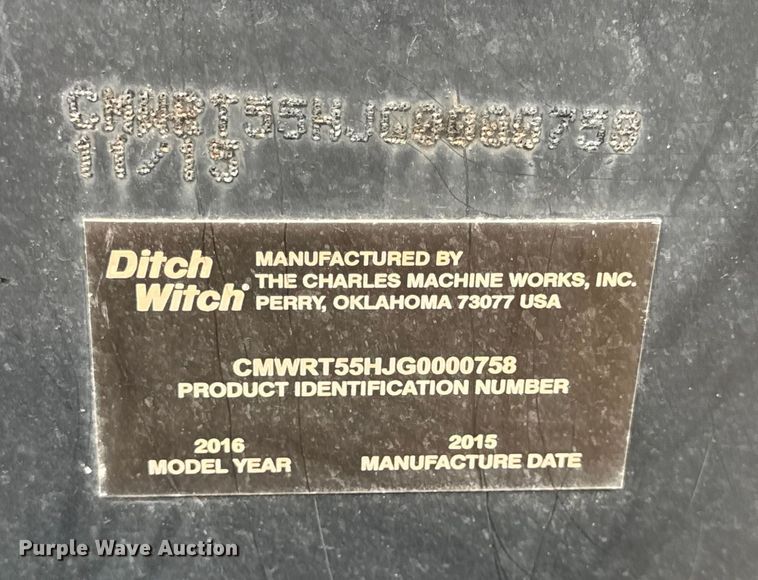 CMWRT55HJG0000758
11/15
Ditch Witch®
MANUFACTURED BY
THE CHARLES MACHINE WORKS, INC.
PERRY, OKLAHOMA 73077 USA
CMWRT55HJG0000758
PRODUCT IDENTIFICATION NUMBER
2016
MODEL YEAR
2015
MANUFACTURE DATE
Purple Wave Auction